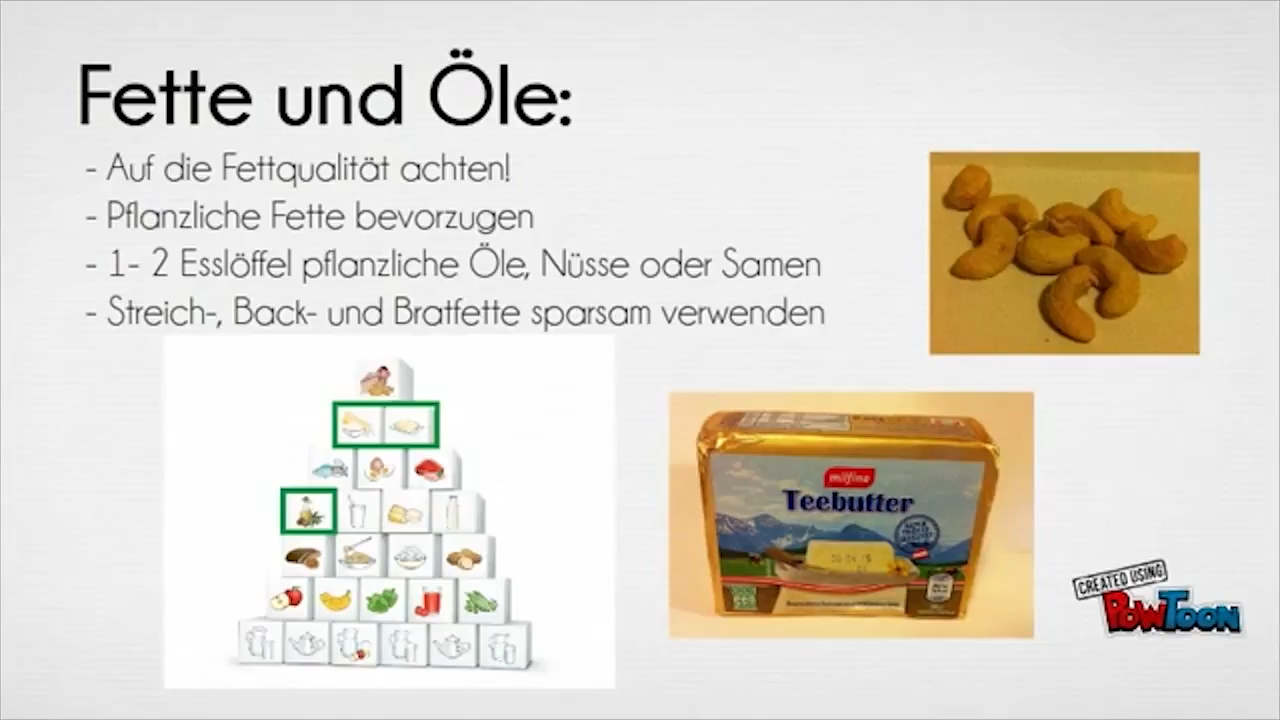 Fette und Öle:
- Auf die Fettqualität achten!
- Pflanzliche Fette bevorzugen
- 1- 2 Esslöffel pflanzliche Öle, Nüsse oder Samen
- Streich-, Back- und Bratfette sparsam verwenden
milfina
Teebutter
CREATED USING
POWTOON